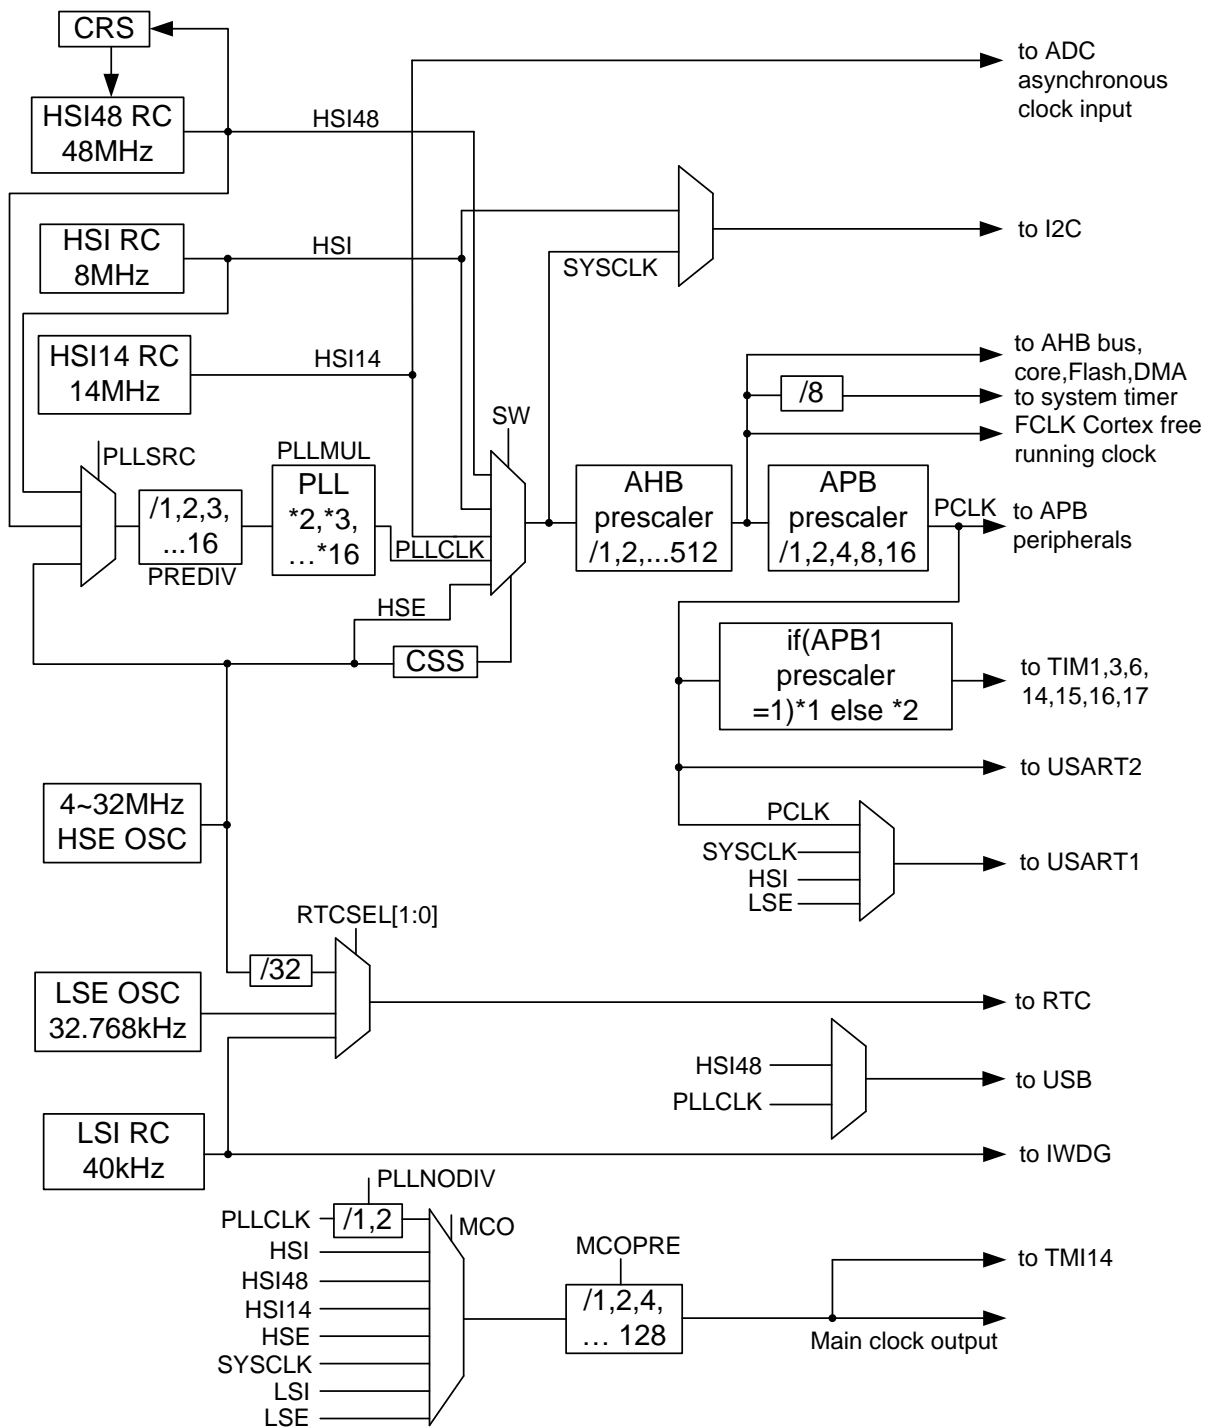 CRS
to ADC
asynchronous
clock input
HSI48 RC
48MHz
HSI48
HSI RC
8MHz
HSI
SYSCLK
to I2C
HSI14 RC
14MHz
HSI14
to AHB bus,
core,Flash,DMA
/8
to system timer
FCLK Cortex free
running clock
SW
PLLSRC
PLLMUL
/1,2,3,
...16
PREDIV
PLL
*2,*3,
...*16
PLLCLK
HSE
AHB
prescaler
/1,2,...512
APB
prescaler
/1,2,4,8,16
PCLK
to APB
peripherals
CSS
if(APB1
prescaler
=1)*1 else *2
to TIM1,3,6,
14,15,16,17
to USART2
4~32MHz
HSE OSC
PCLK
SYSCLK
HSI
LSE
to USART1
RTCSEL[1:0]
/32
LSE OSC
32.768kHz
to RTC
HSI48
PLLCLK
to USB
LSI RC
40kHz
to IWDG
PLLNODIV
PLLCLK
/1,2
MCO
HSI
HSI48
HSI14
HSE
SYSCLK
LSI
LSE
MCOPRE
/1,2,4,
... 128
to TMI14
Main clock output